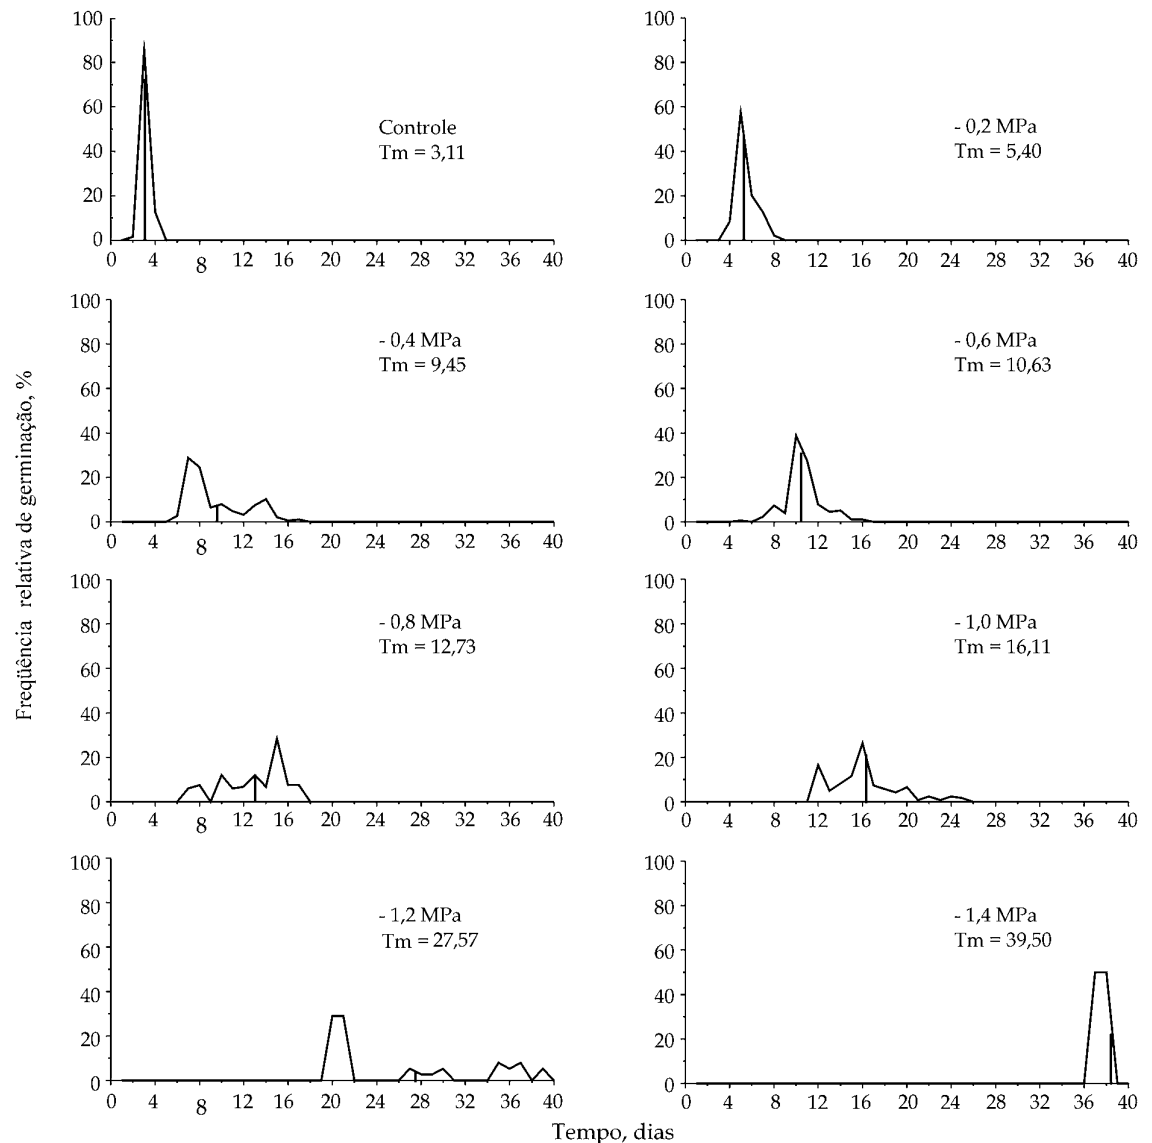 Freqüência relativa de germinação, %
100
80
60
40
20
0
0 4 8 12 16 20 24 28 32 36 40
Controle
Tm = 3,11
100
80
60
40
20
0
0 4 8 12 16 20 24 28 32 36 40
- 0,2 MPa
Tm = 5,40
100
80
60
40
20
0
0 4 8 12 16 20 24 28 32 36 40
- 0,4 MPa
Tm = 9,45
100
80
60
40
20
0
0 4 8 12 16 20 24 28 32 36 40
- 0,6 MPa
Tm = 10,63
100
80
60
40
20
0
0 4 8 12 16 20 24 28 32 36 40
- 0,8 MPa
Tm = 12,73
100
80
60
40
20
0
0 4 8 12 16 20 24 28 32 36 40
- 1,0 MPa
Tm = 16,11
100
80
60
40
20
0
0 4 8 12 16 20 24 28 32 36 40
- 1,2 MPa
Tm = 27,57
100
80
60
40
20
0
0 4 8 12 16 20 24 28 32 36 40
- 1,4 MPa
Tm = 39,50
Tempo, dias